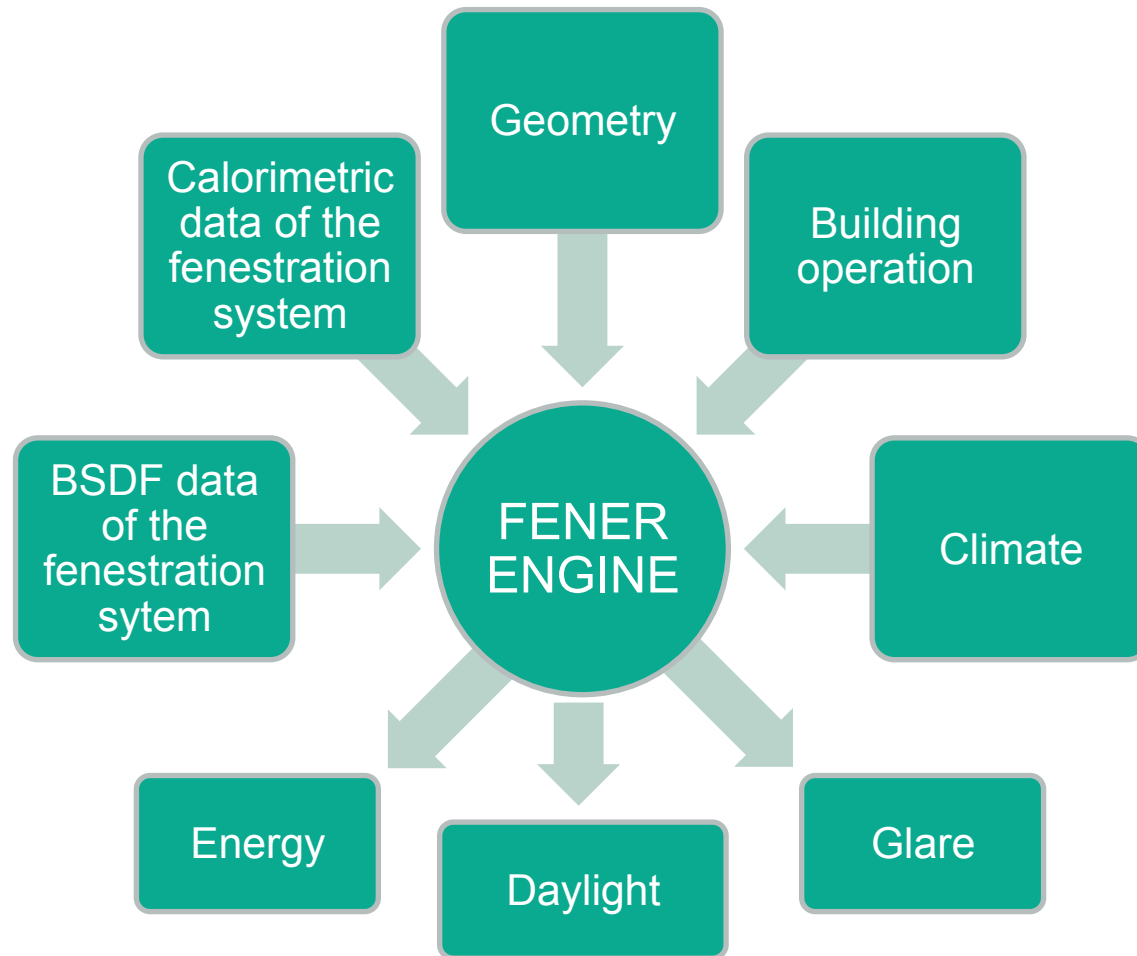 Geometry
Calorimetric
data of the
fenestration
system
Building
operation
BSDF data
of the
fenestration
sytem
FENER
ENGINE
Climate
Energy
Daylight
Glare